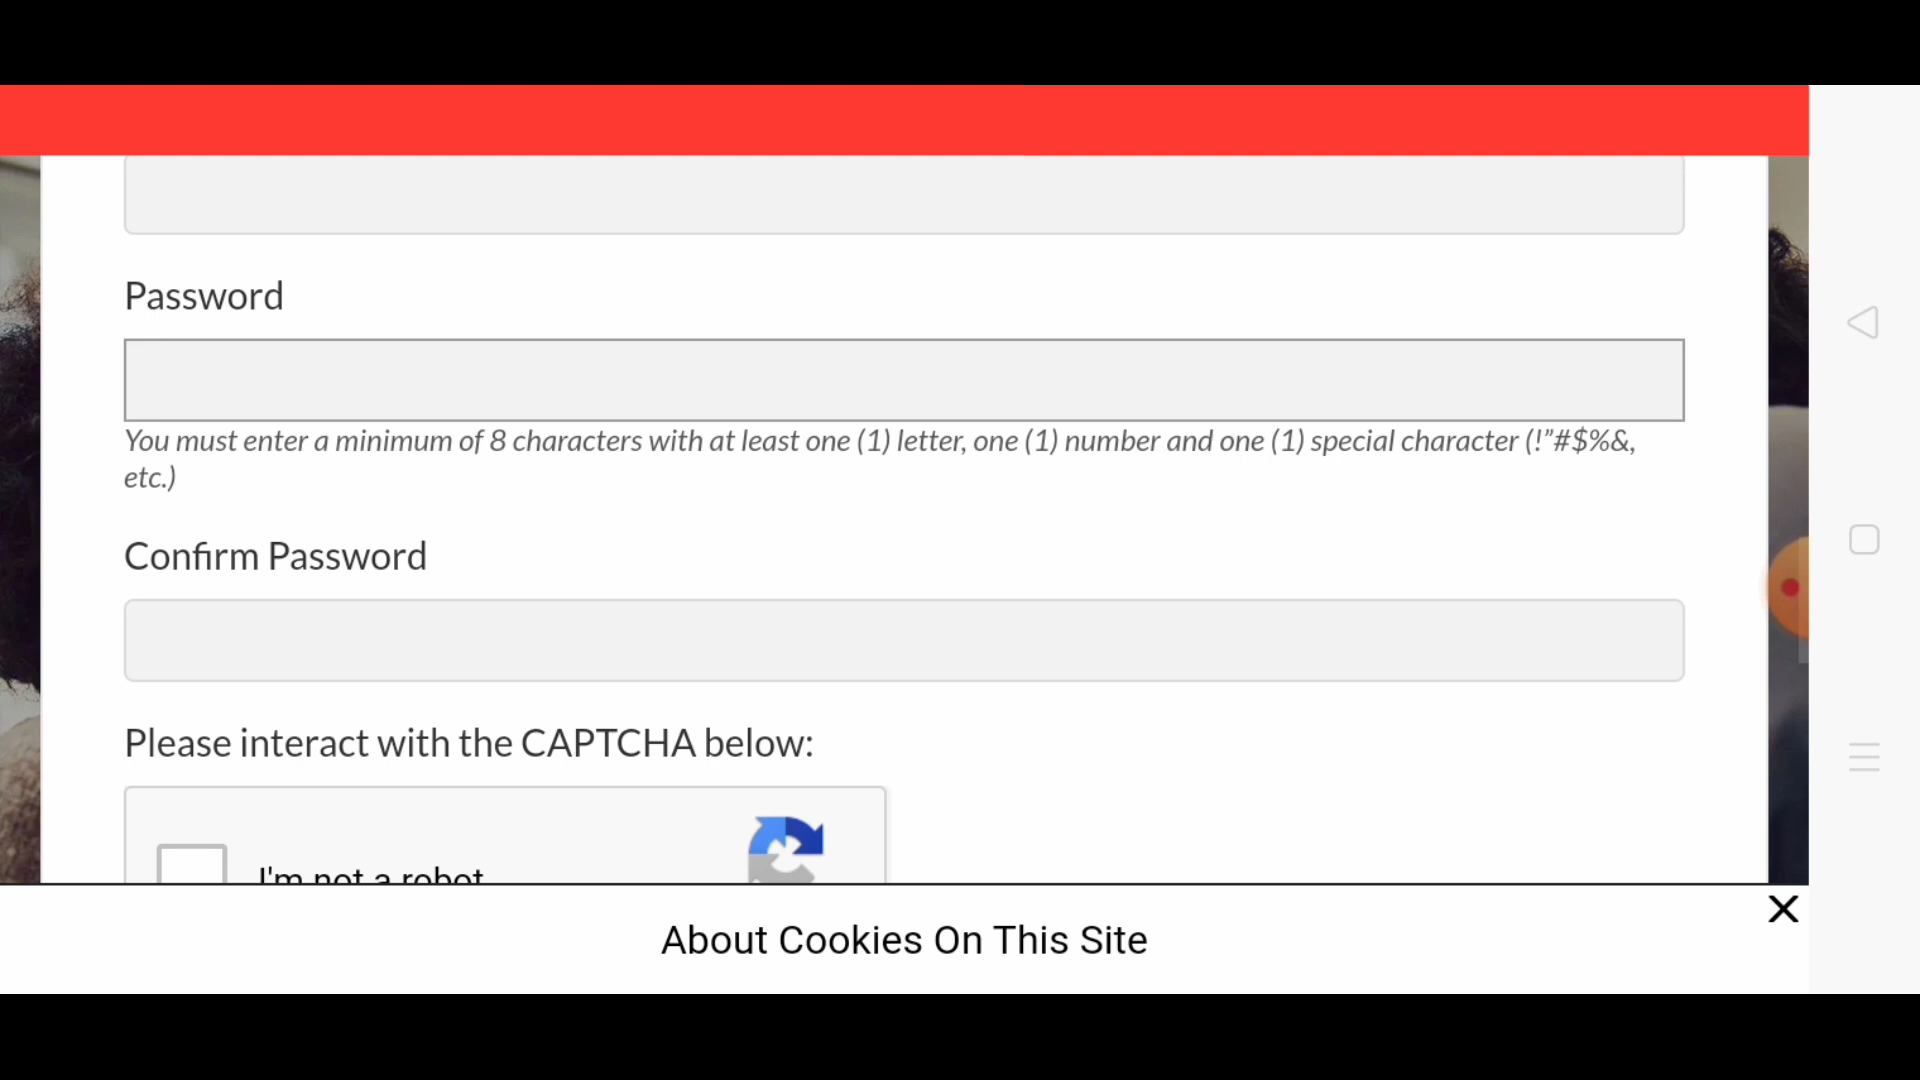 Password
You must enter a minimum of 8 characters with at least one (1) letter, one (1) number and one (1) special character (!”#$%&,
etc.)
Confirm Password
Please interact with the CAPTCHA below:
I'm not a robot
About Cookies On This Site